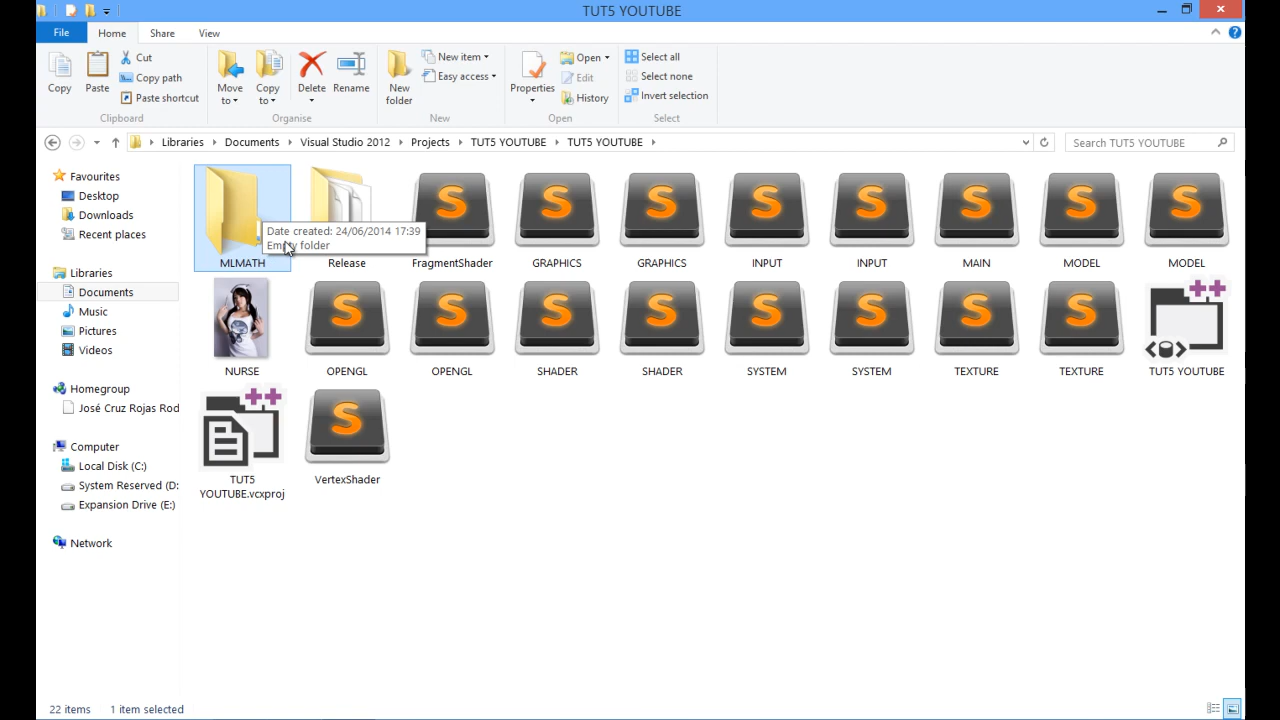 TUT5 YOUTUBE
File Home Share View
Copy
Paste
Cut
Copy path
Paste shortcut
Clipboard
Move to
Copy to
Delete
Rename
Organise
New folder
New item
Easy access
New
Properties
Open
Edit
History
Open
Select all
Select none
Invert selection
Select
Libraries Documents Visual Studio 2012 Projects TUT5 YOUTUBE TUT5 YOUTUBE
Search TUT5 YOUTUBE
Favourites
Desktop
Downloads
Recent places
Libraries
Documents
Music
Pictures
Videos
Homegroup
José Cruz Rojas Rod
Computer
Local Disk (C:)
System Reserved (D:
Expansion Drive (E:)
Network
Date created: 24/06/2014 17:39
Empty folder
MLMATH Release FragmentShader GRAPHICS GRAPHICS INPUT INPUT MAIN MODEL MODEL
NURSE OPENGL OPENGL SHADER SHADER SYSTEM SYSTEM TEXTURE TEXTURE TUT5 YOUTUBE
TUT5 VertexShader
YOUTUBE.vcxproj
22 items 1 item selected